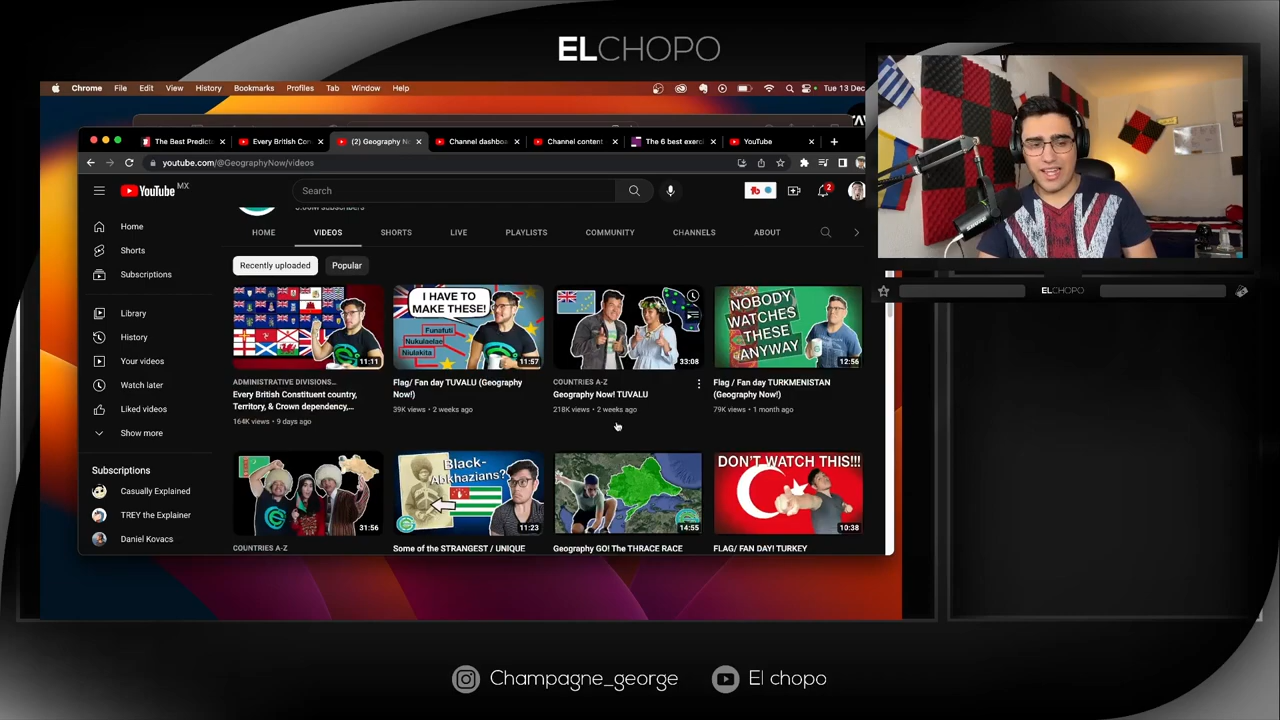 ELCHOPO
Chrome File Edit View History Bookmarks Profiles Tab Window Help
Tue 13 Dec
The Best Predict
Every British Con
(2) Geography N
Channel dashboa
Channel content
The 6 best exerc
YouTube
youtube.com/@GeographyNow/videos
YouTube MX
Search
2
HOME VIDEOS SHORTS LIVE PLAYLISTS COMMUNITY CHANNELS ABOUT
Recently uploaded Popular
Home
Shorts
Subscriptions
Library
History
Your videos
Watch later
Liked videos
Show more
Subscriptions
Casually Explained
TREY the Explainer
Daniel Kovacs
11:11
ADMINISTRATIVE DIVISIONS...
Every British Constituent country,
Territory, & Crown dependency,...
164K views • 9 days ago
I HAVE TO
MAKE THESE!
Funafuti
Nukulaelae
Niulakita
11:57
Flag/ Fan day TUVALU (Geography
Now!)
39K views • 2 weeks ago
33:08
COUNTRIES A-Z
Geography Now! TUVALU
218K views • 2 weeks ago
NOBODY
WATCHES
THESE
ANYWAY
12:56
Flag / Fan day TURKMENISTAN
(Geography Now!)
79K views • 1 month ago
31:56
COUNTRIES A-Z
Black-
Abkhazians?
11:23
Some of the STRANGEST / UNIQUE
14:55
Geography GO! The THRACE RACE
DON'T WATCH THIS!!!
10:38
FLAG/ FAN DAY! TURKEY
ELCHOPO
Champagne_george
El chopo